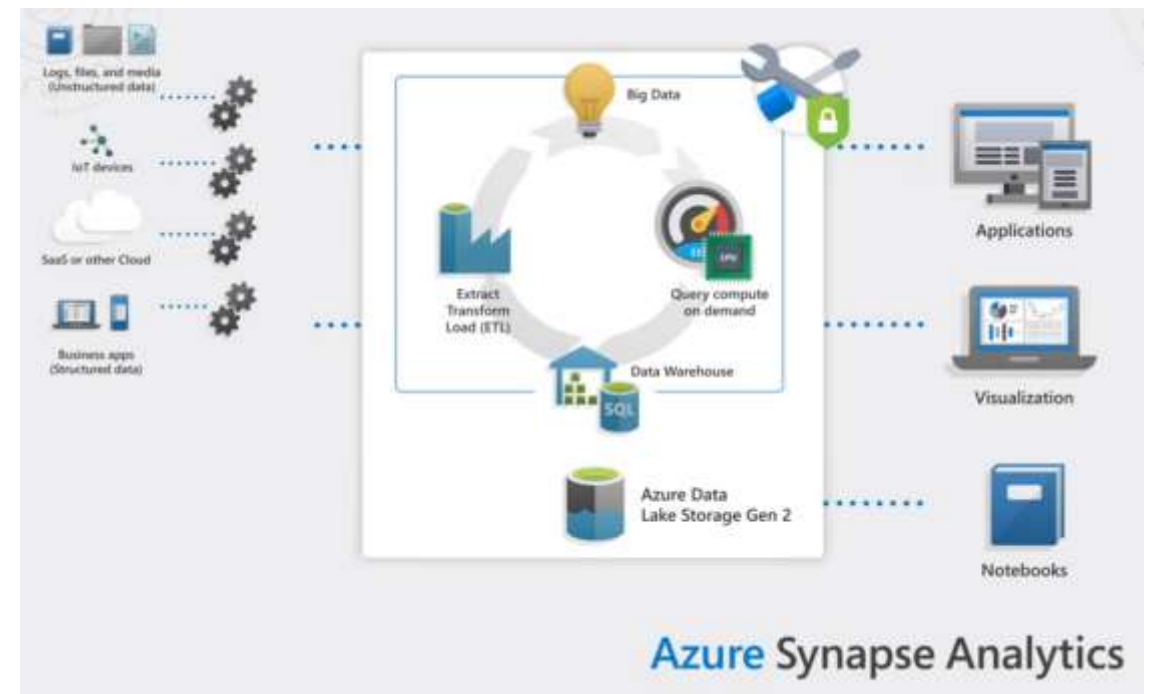 Logs, files, and media
(Unstructured data)
IoT devices
SaaS or other Cloud
Business apps
(Structured data)
Big Data
Extract
Transform
Load (ETL)
Query compute
on demand
CPU
Data Warehouse
SQL
Azure Data
Lake Storage Gen 2
Applications
Visualization
Notebooks
Azure Synapse Analytics